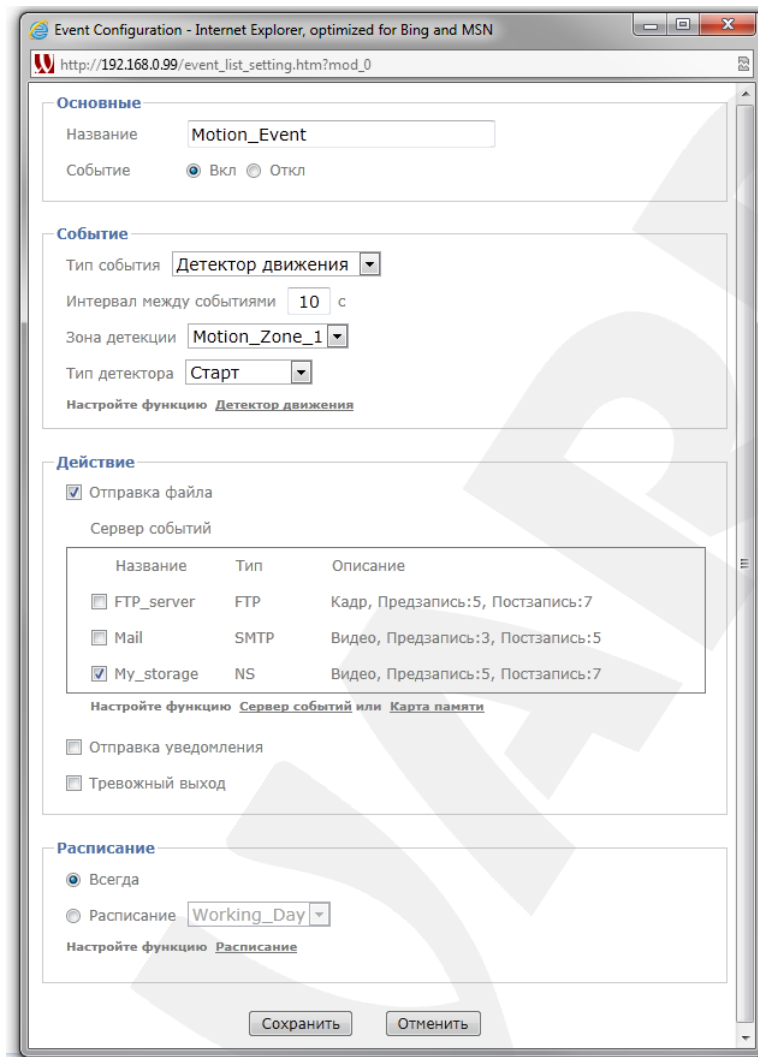 Event Configuration - Internet Explorer, optimized for Bing and MSN
http://192.168.0.99/event_list_setting.htm?mod_0
Основные
Название Motion_Event
Событие Вкл Откл
Событие
Тип события Детектор движения
Интервал между событиями 10 с
Зона детекции Motion_Zone_1
Тип детектора Старт
Настройте функцию Детектор движения
Действие
Отправка файла
Сервер событий
Название Тип Описание
FTP_server FTP Кадр, Предзапись:5, Постзапись:7
Mail SMTP Видео, Предзапись:3, Постзапись:5
My_storage NS Видео, Предзапись:5, Постзапись:7
Настройте функцию Сервер событий или Карта памяти
Отправка уведомления
Тревожный выход
Расписание
Всегда
Расписание Working_Day
Настройте функцию Расписание
Сохранить Отменить